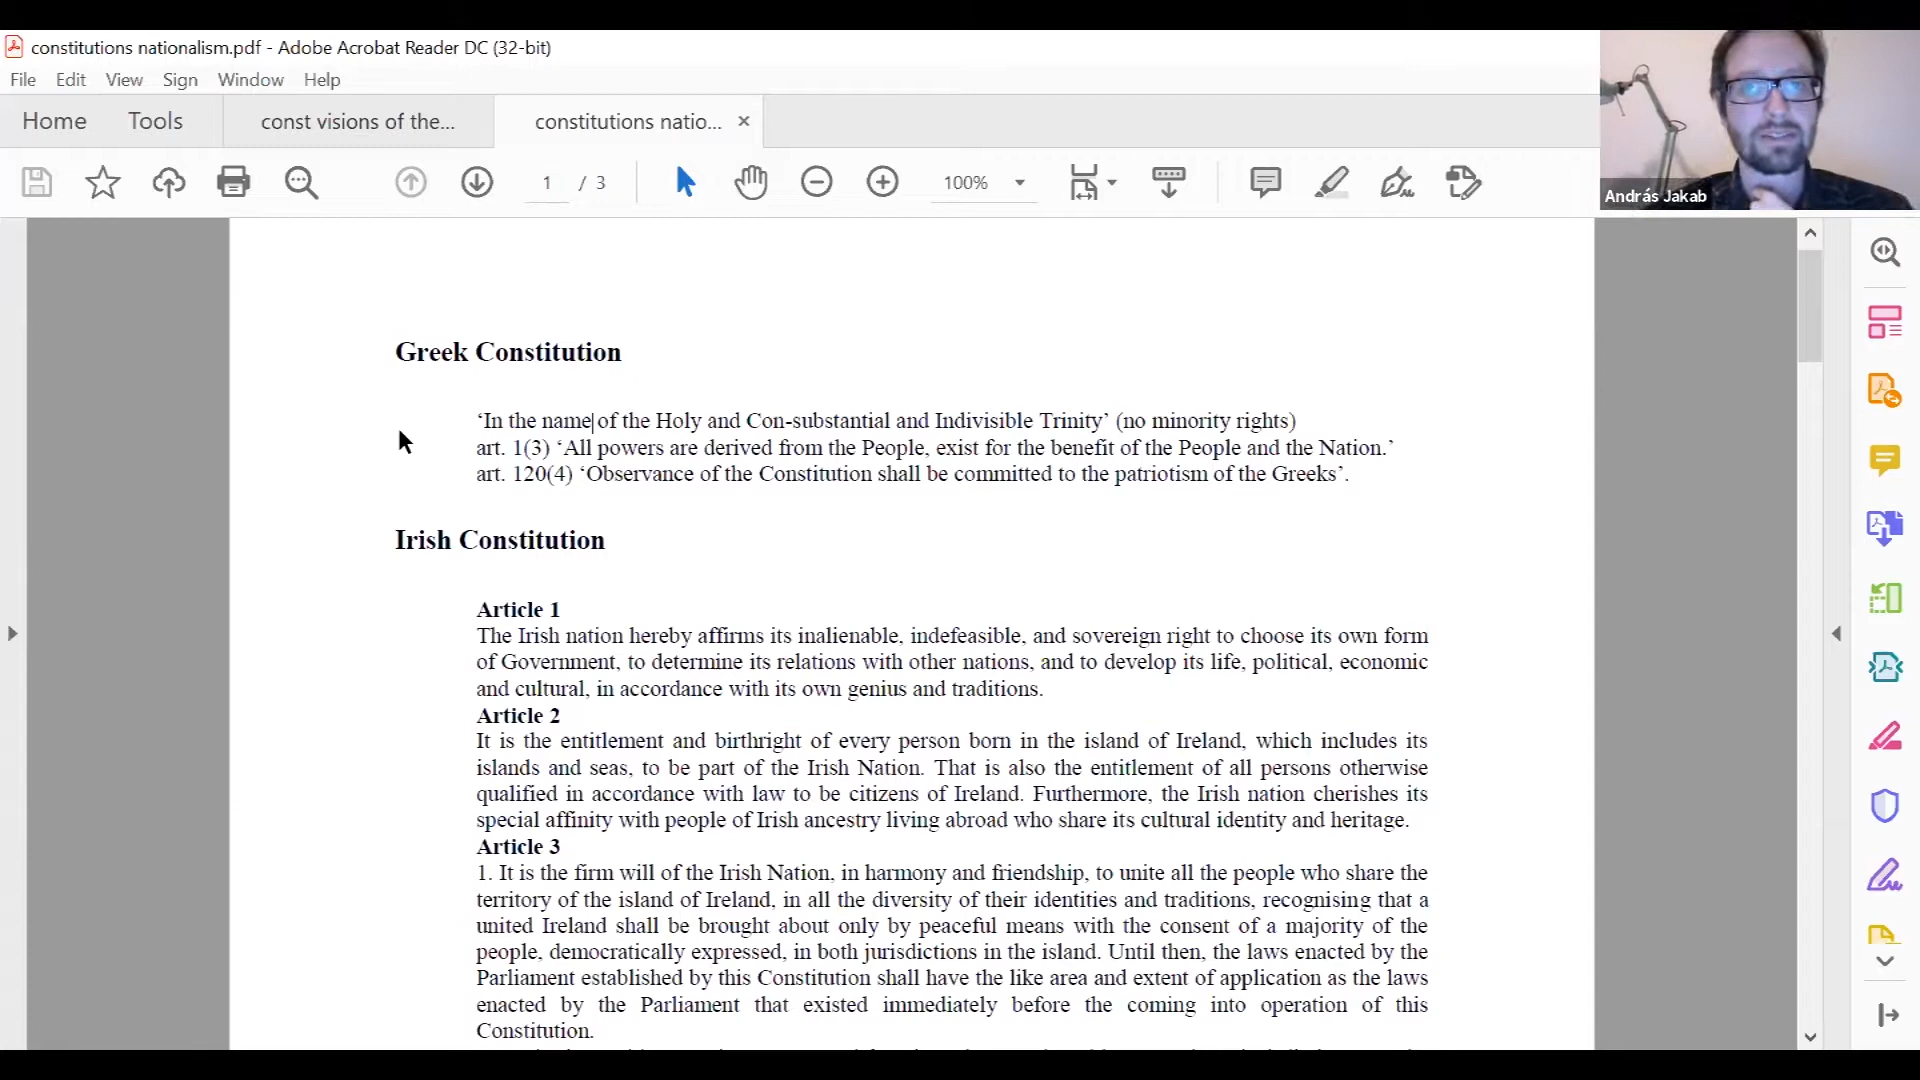 constitutions nationalism.pdf - Adobe Acrobat Reader DC (32-bit)
File Edit View Sign Window Help
Home Tools const visions of the... constitutions natio... ×
1 / 3 100%
András Jakab
Greek Constitution
‘In the name of the Holy and Con-substantial and Indivisible Trinity’ (no minority rights)
art. 1(3) ‘All powers are derived from the People, exist for the benefit of the People and the Nation.’
art. 120(4) ‘Observance of the Constitution shall be committed to the patriotism of the Greeks’.
Irish Constitution
Article 1
The Irish nation hereby affirms its inalienable, indefeasible, and sovereign right to choose its own form
of Government, to determine its relations with other nations, and to develop its life, political, economic
and cultural, in accordance with its own genius and traditions.
Article 2
It is the entitlement and birthright of every person born in the island of Ireland, which includes its
islands and seas, to be part of the Irish Nation. That is also the entitlement of all persons otherwise
qualified in accordance with law to be citizens of Ireland. Furthermore, the Irish nation cherishes its
special affinity with people of Irish ancestry living abroad who share its cultural identity and heritage.
Article 3
1. It is the firm will of the Irish Nation, in harmony and friendship, to unite all the people who share the
territory of the island of Ireland, in all the diversity of their identities and traditions, recognising that a
united Ireland shall be brought about only by peaceful means with the consent of a majority of the
people, democratically expressed, in both jurisdictions in the island. Until then, the laws enacted by the
Parliament established by this Constitution shall have the like area and extent of application as the laws
enacted by the Parliament that existed immediately before the coming into operation of this
Constitution.